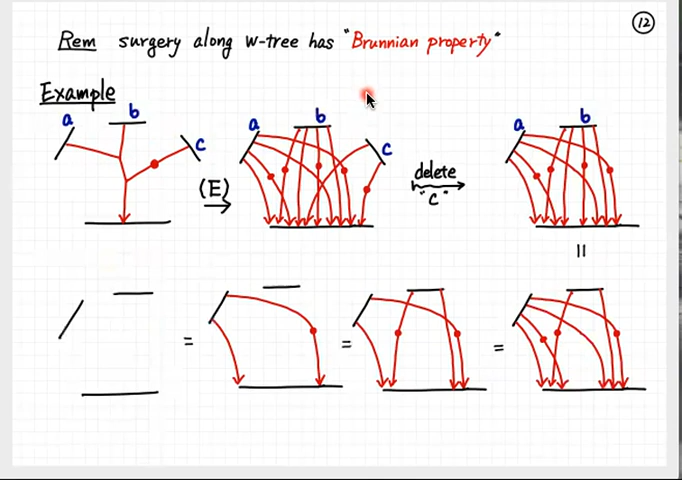 ⑫
Rem surgery along w-tree has "Brunnian property"
Example
a b c
(E)
a b c
delete
"c"
a b
=
= = =